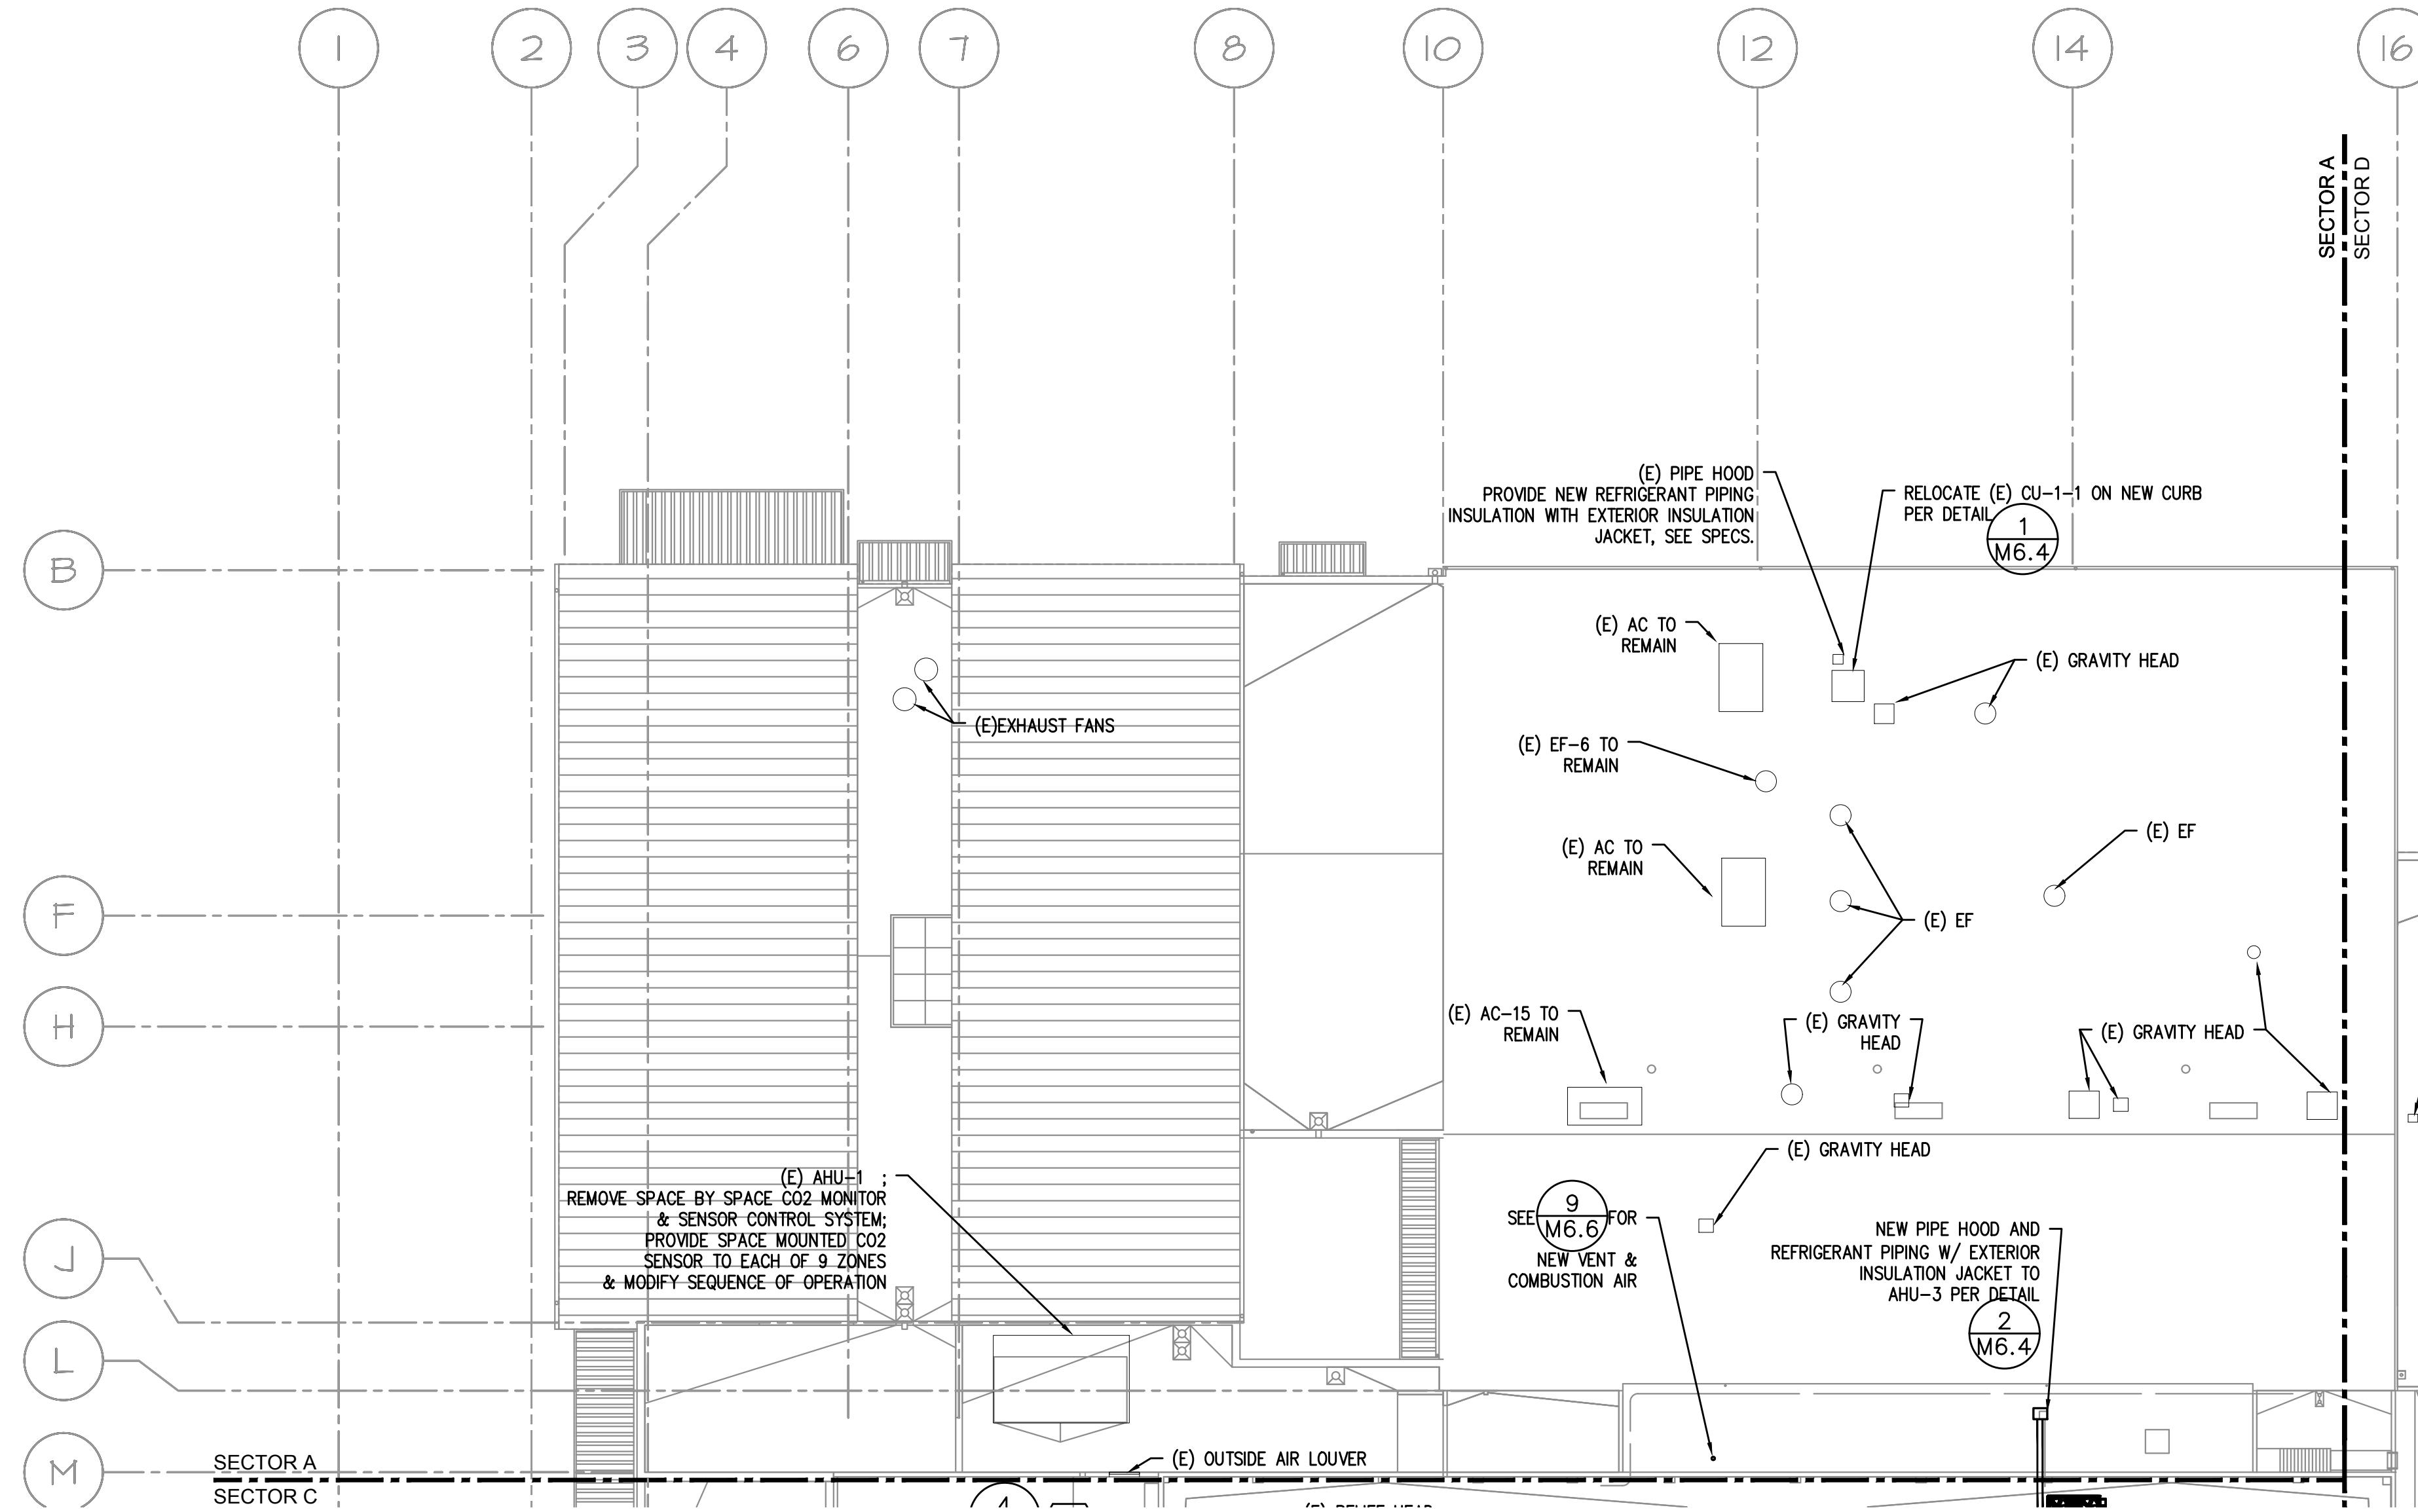 1
2
3
4
6
7
8
10
12
14
16
SECTOR A
SECTOR D
(E) PIPE HOOD
PROVIDE NEW REFRIGERANT PIPING
INSULATION WITH EXTERIOR INSULATION
JACKET, SEE SPECS.
RELOCATE (E) CU-1-1 ON NEW CURB
PER DETAIL
1
M6.4
B
(E) AC TO
REMAIN
(E) GRAVITY HEAD
(E)EXHAUST FANS
(E) EF-6 TO
REMAIN
(E) AC TO
REMAIN
(E) EF
(E) EF
F
H
(E) AC-15 TO
REMAIN
(E) GRAVITY
HEAD
(E) GRAVITY HEAD
(E) GRAVITY HEAD
(E) AHU-1 ;
REMOVE SPACE BY SPACE CO2 MONITOR
& SENSOR CONTROL SYSTEM;
PROVIDE SPACE MOUNTED CO2
SENSOR TO EACH OF 9 ZONES
& MODIFY SEQUENCE OF OPERATION
SEE 9 FOR
M6.6
NEW VENT &
COMBUSTION AIR
NEW PIPE HOOD AND
REFRIGERANT PIPING W/ EXTERIOR
INSULATION JACKET TO
AHU-3 PER DETAIL
2
M6.4
J
L
M
SECTOR A
SECTOR C
(E) OUTSIDE AIR LOUVER
4
(E) RELIEF HEAD